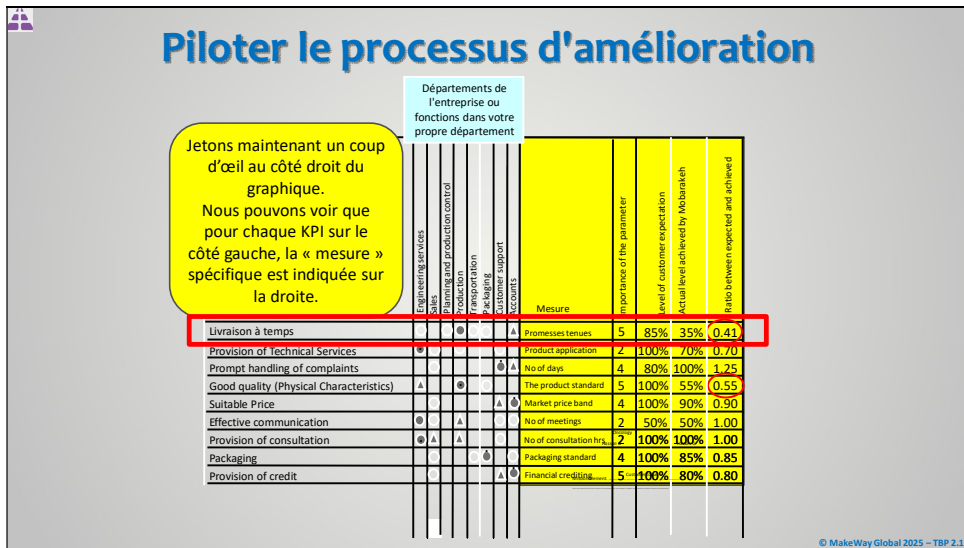 Piloter le processus d'amélioration
Départements de
l'entreprise ou
fonctions dans votre
propre département
Jetons maintenant un coup
d’œil au côté droit du
graphique.
Nous pouvons voir que
pour chaque KPI sur le
côté gauche, la « mesure »
spécifique est indiquée sur
la droite.
Engineering services
Sales
Planning and production control
Production
Transportation
Packaging
Customer support
Accounts
Mesure
Importance of the parameter
Level of customer expectation
Actual level achieved by Mobarakeh
Ratio between expected and achieved
Livraison à temps Promesses tenues 5 85% 35% 0.41
Provision of Technical Services Product application 2 100% 70% 0.70
Prompt handling of complaints No of days 4 80% 100% 1.25
Good quality (Physical Characteristics) The product standard 5 100% 55% 0.55
Suitable Price Market price band 4 100% 90% 0.90
Effective communication No of meetings 2 50% 50% 1.00
Provision of consultation No of consultation hrs 2 100% 100% 1.00
Packaging Packaging standard 4 100% 85% 0.85
Provision of credit Financial crediting 5 100% 80% 0.80
© MakeWay Global 2025 – TBP 2.1